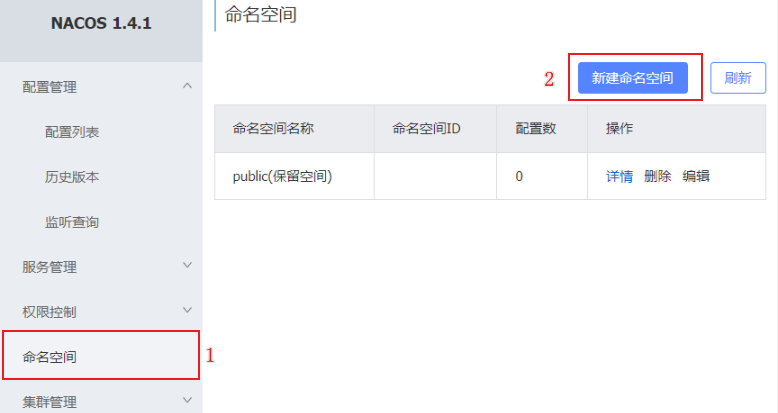 NACOS 1.4.1
配置管理
配置列表
历史版本
监听查询
服务管理
权限控制
命名空间
1
集群管理
命名空间
2
新建命名空间 刷新
命名空间名称 命名空间ID 配置数 操作
public(保留空间) 0 详情 删除 编辑